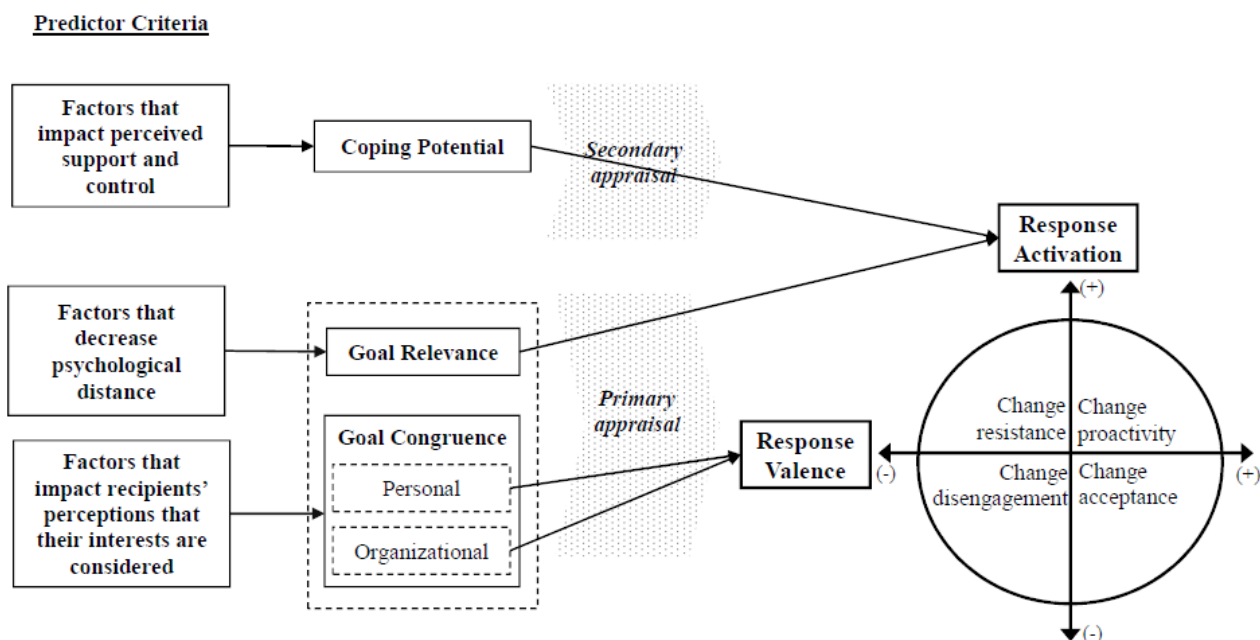 Predictor Criteria
Factors that
impact perceived
support and
control
Coping Potential
Secondary
appraisal
Response
Activation
(+)
Factors that
decrease
psychological
distance
Goal Relevance
Primary
appraisal
Factors that
impact recipients’
perceptions that
their interests are
considered
Goal Congruence
Personal
Organizational
Response
Valence
(-)
Change
resistance
Change
proactivity
Change
disengagement
Change
acceptance
(+)
(-)